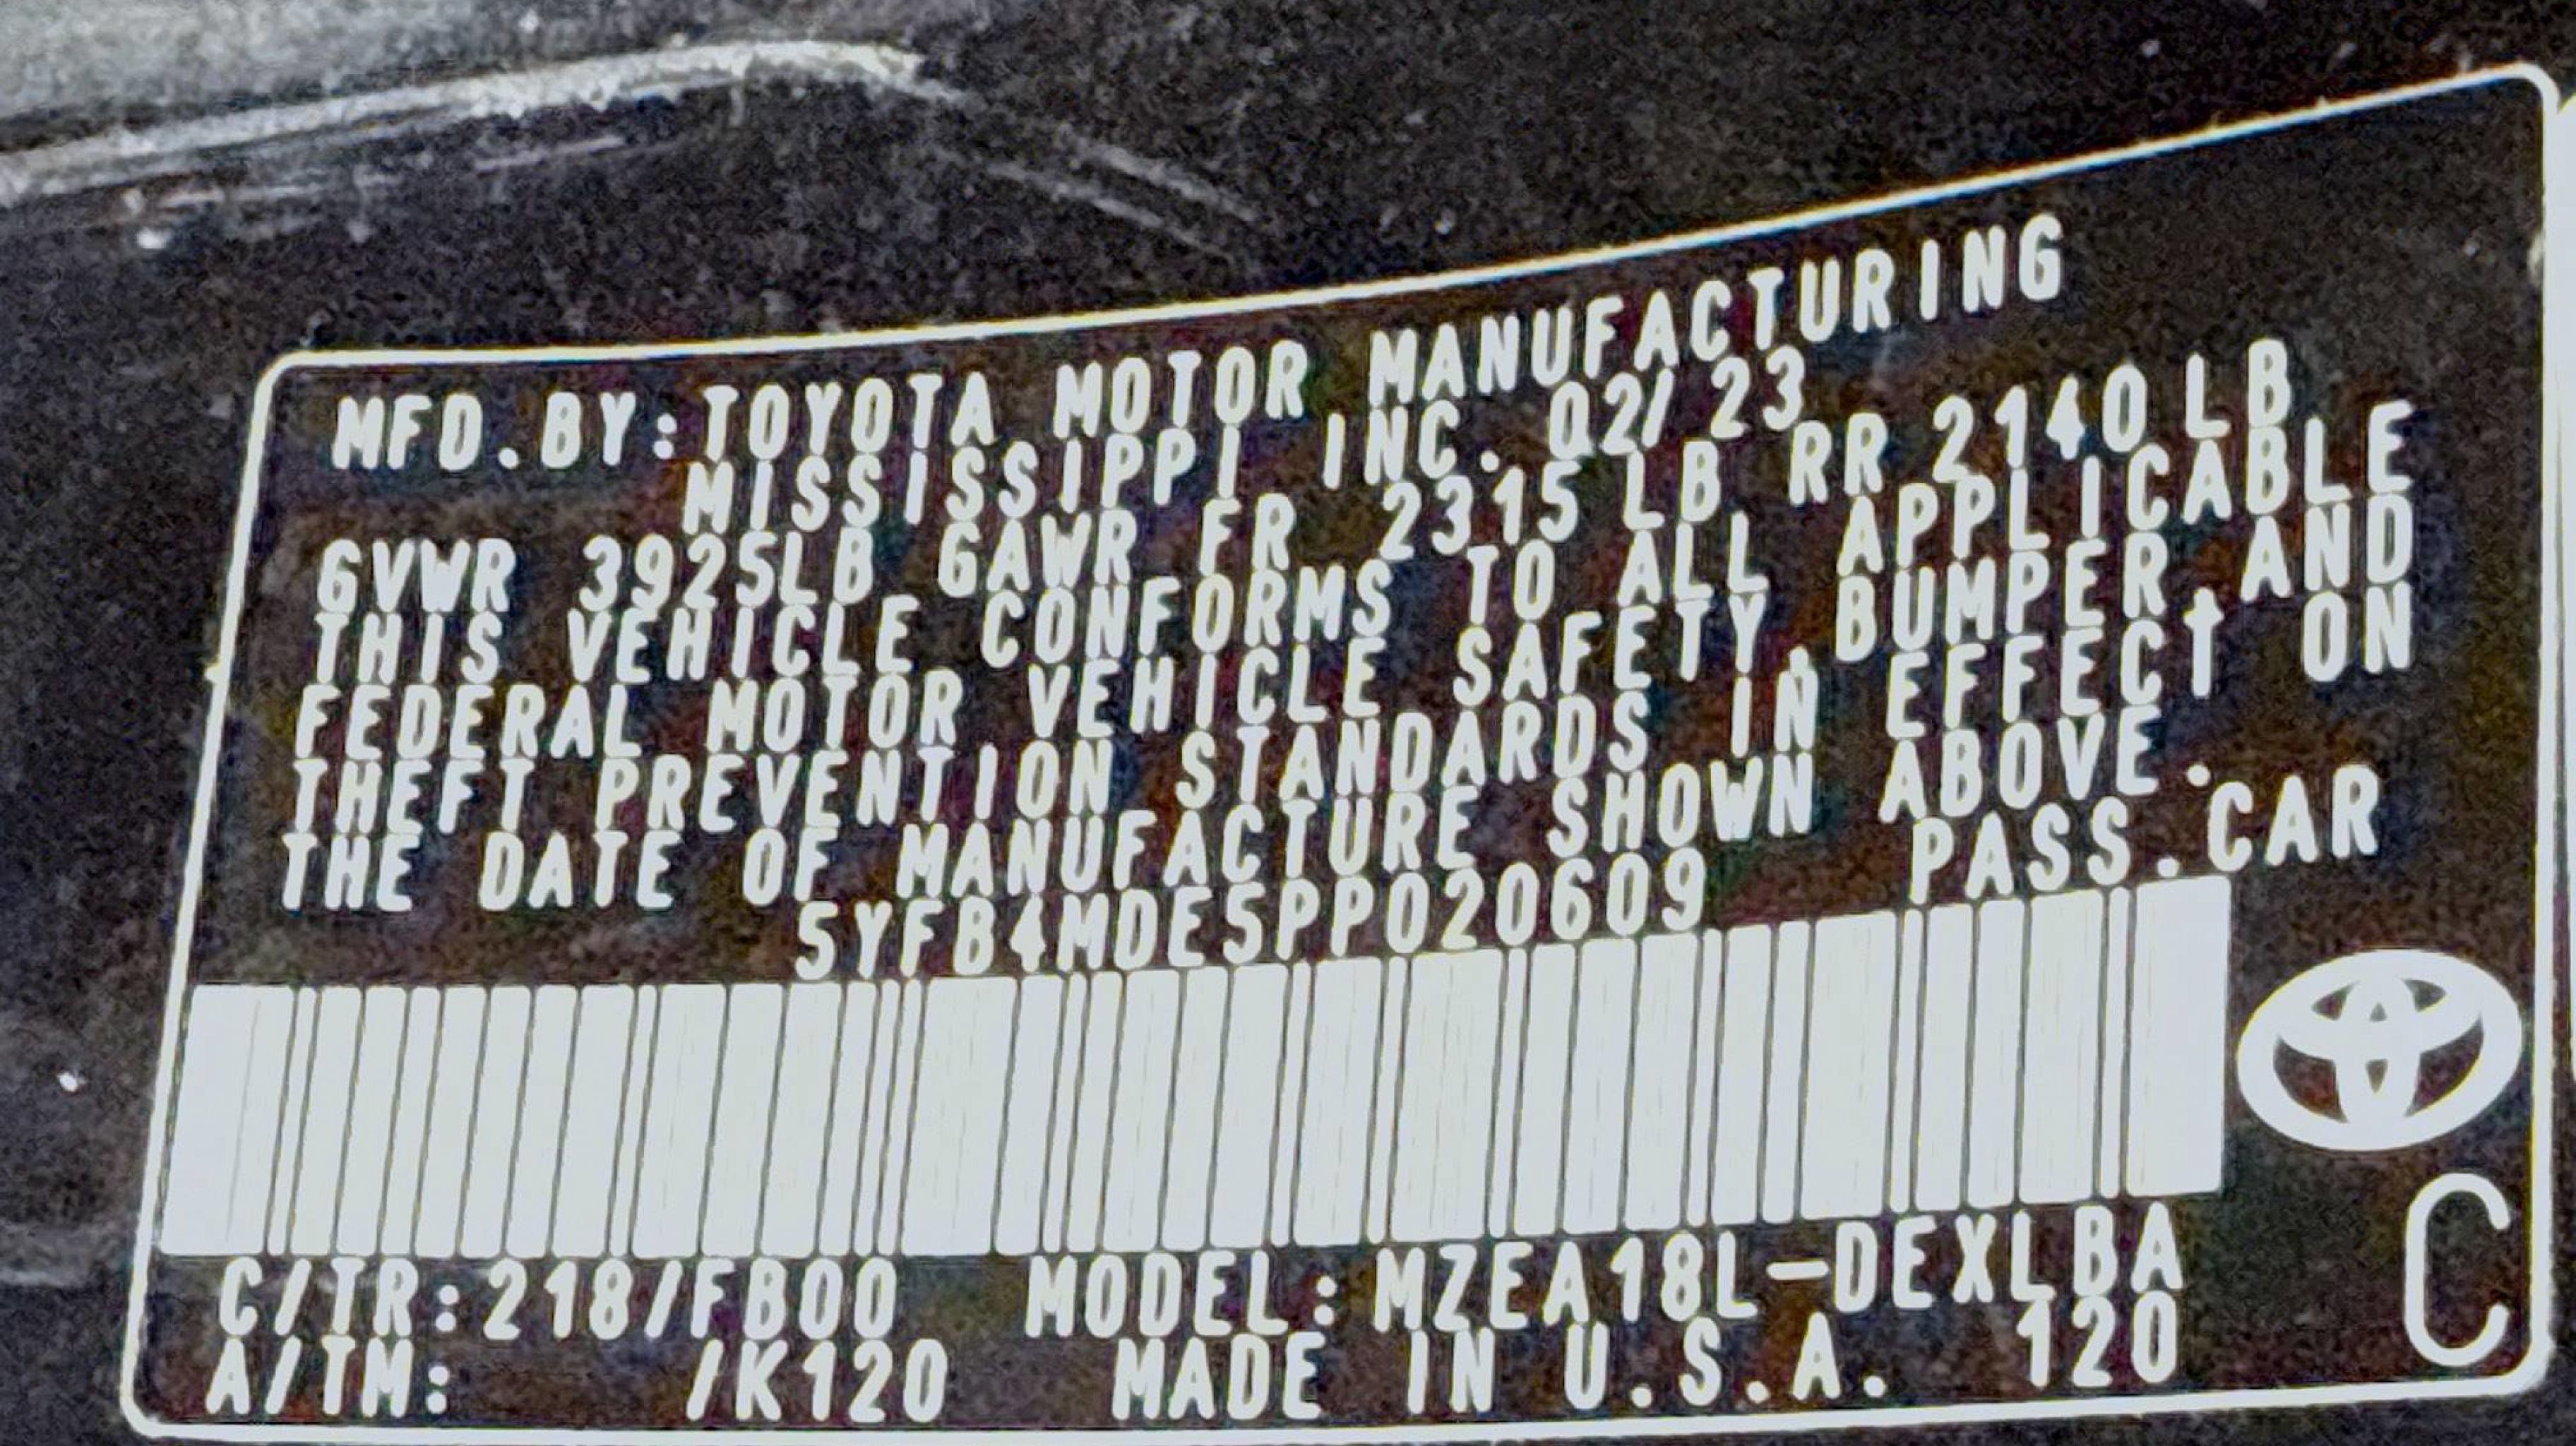 MFD.BY:TOYOTA MOTOR MANUFACTURING
MISSISSIPPI INC. 02/ 23
GVWR 3925LB GAWR FR 2315 LB RR 2140 LB
THIS VEHICLE CONFORMS TO ALL APPLICABLE
FEDERAL MOTOR VEHICLE SAFETY,BUMPER,AND
THEFT PREVENTION STANDARDS IN EFFECT ON
THE DATE OF MANUFACTURE SHOWN ABOVE.
5YFB4MDE5PP020609 PASS.CAR
C/TR:218/FB00 MODEL:MZEA18L-DEXLBA
A/TM: /K120 MADE IN U.S.A. 120
C